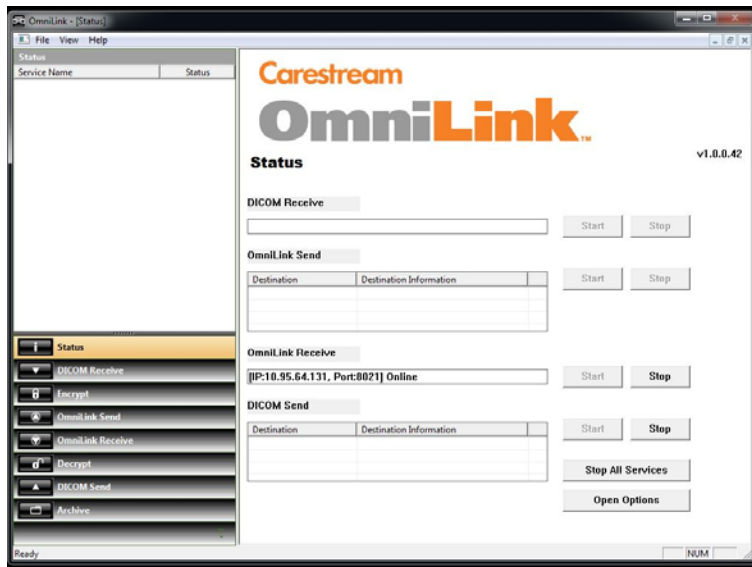 OmniLink - [Status]
File View Help
Status
Service Name Status
Carestream
OmniLink™
v1.0.0.42
Status
DICOM Receive
Start Stop
OmniLink Send
Destination Destination Information
Start Stop
OmniLink Receive
[IP:10.95.64.131, Port:8021] Online
Start Stop
DICOM Send
Destination Destination Information
Start Stop
Stop All Services
Open Options
Status
DICOM Receive
Encrypt
OmniLink Send
OmniLink Receive
Decrypt
DICOM Send
Archive
Ready
NUM